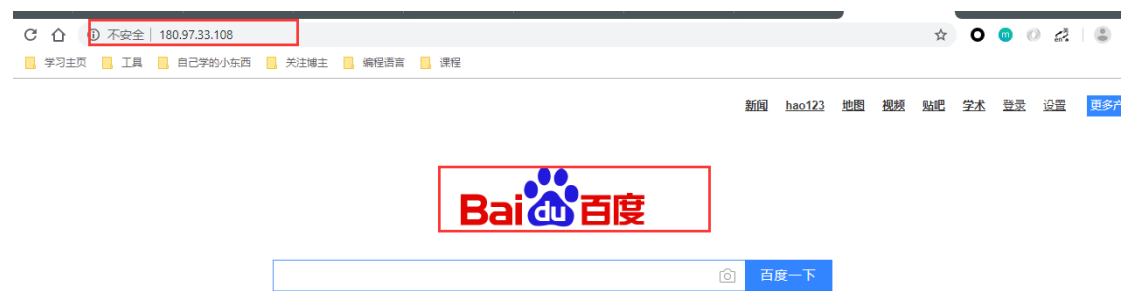 不安全 180.97.33.108
学习主页 工具 自己学的小东西 关注博主 编程语言 课程
新闻 hao123 地图 视频 贴吧 学术 登录 设置 更多产
Bai du 百度
百度一下